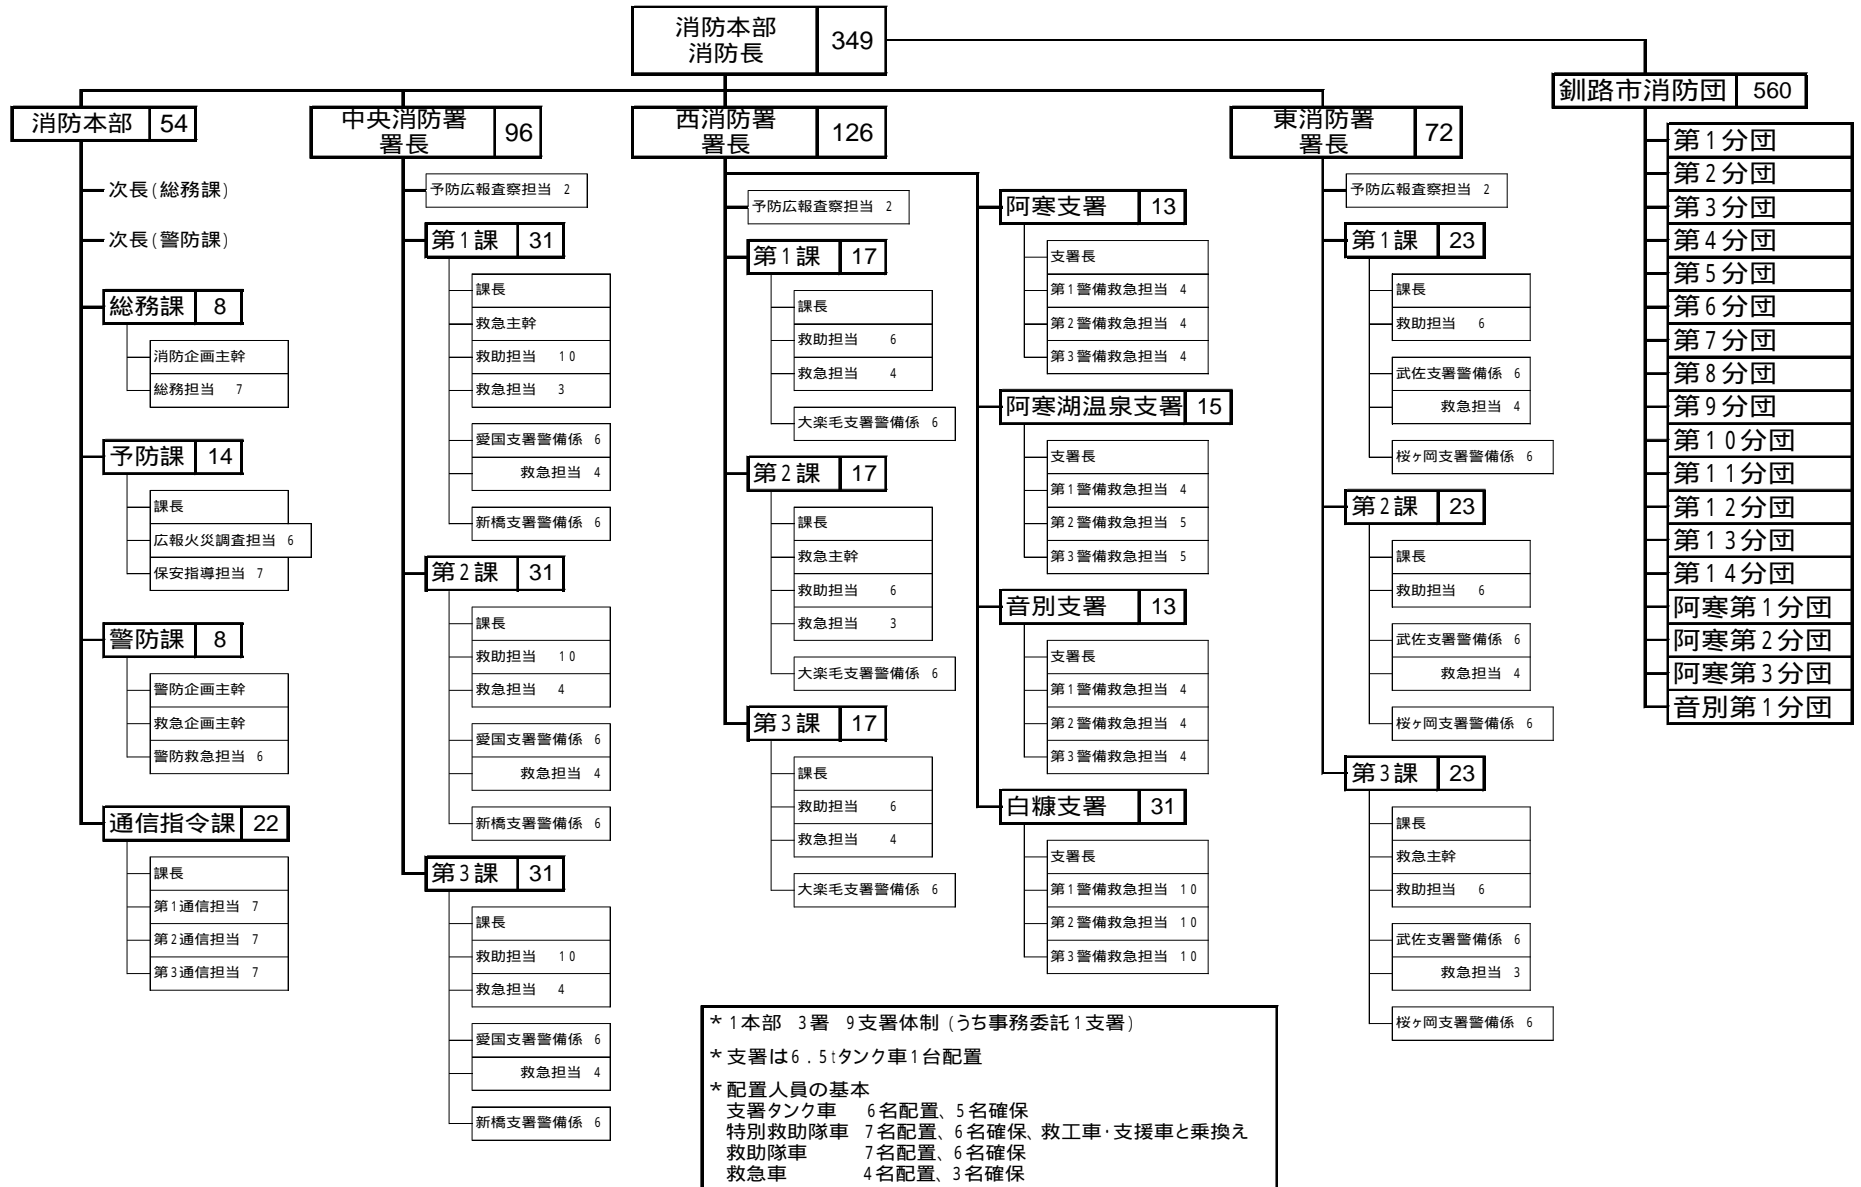 消防本部
消防長
349
釧路市消防団 560
第1分団
第2分団
第3分団
第4分団
第5分団
第6分団
第7分団
第8分団
第9分団
第10分団
第11分団
第12分団
第13分団
第14分団
阿寒第1分団
阿寒第2分団
阿寒第3分団
音別第1分団
消防本部 54
次長(総務課)
次長(警防課)
総務課 8
消防企画主幹
総務担当 7
予防課 14
課長
広報火災調査担当 6
保安指導担当 7
警防課 8
警防企画主幹
救急企画主幹
警防救急担当 6
通信指令課 22
課長
第1通信担当 7
第2通信担当 7
第3通信担当 7
中央消防署
署長
96
予防広報査察担当 2
第1課 31
課長
救急主幹
救助担当 10
救急担当 3
愛国支署警備係 6
救急担当 4
新橋支署警備係 6
第2課 31
課長
救助担当 10
救急担当 4
愛国支署警備係 6
救急担当 4
新橋支署警備係 6
第3課 31
課長
救助担当 10
救急担当 4
愛国支署警備係 6
救急担当 4
新橋支署警備係 6
西消防署
署長
126
予防広報査察担当 2
第1課 17
課長
救助担当 6
救急担当 4
大楽毛支署警備係 6
第2課 17
課長
救急主幹
救助担当 6
救急担当 3
大楽毛支署警備係 6
第3課 17
課長
救助担当 6
救急担当 4
大楽毛支署警備係 6
阿寒支署 13
支署長
第1警備救急担当 4
第2警備救急担当 4
第3警備救急担当 4
阿寒湖温泉支署 15
支署長
第1警備救急担当 4
第2警備救急担当 5
第3警備救急担当 5
音別支署 13
支署長
第1警備救急担当 4
第2警備救急担当 4
第3警備救急担当 4
白糠支署 31
支署長
第1警備救急担当 10
第2警備救急担当 10
第3警備救急担当 10
東消防署
署長
72
予防広報査察担当 2
第1課 23
課長
救助担当 6
武佐支署警備係 6
救急担当 4
桜ヶ岡支署警備係 6
第2課 23
課長
救助担当 6
武佐支署警備係 6
救急担当 4
桜ヶ岡支署警備係 6
第3課 23
課長
救急主幹
救助担当 6
武佐支署警備係 6
救急担当 3
桜ヶ岡支署警備係 6
*1本部 3署 9支署体制(うち事務委託1支署)
*支署は6.5tタンク車1台配置
*配置人員の基本
支署タンク車 6名配置、5名確保
特別救助隊車 7名配置、6名確保、救工車・支援車と乗換え
救助隊車 7名配置、6名確保
救急車 4名配置、3名確保